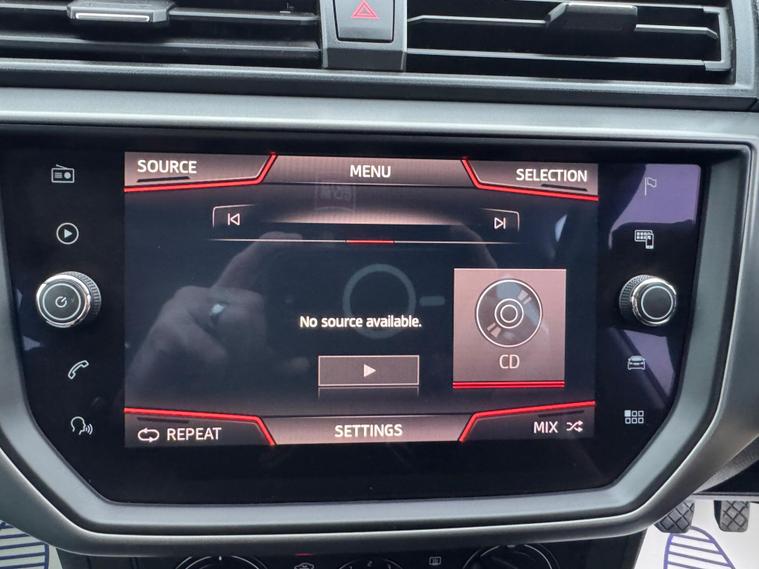 SOURCE
MENU
SELECTION
No source available.
CD
REPEAT
SETTINGS
MIX